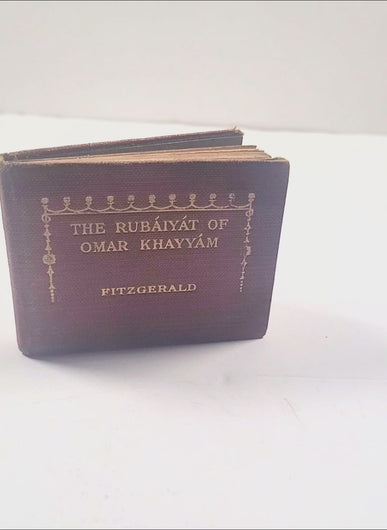 THE RUBÁIYÁT OF
OMAR KHAYYÁM
FITZGERALD